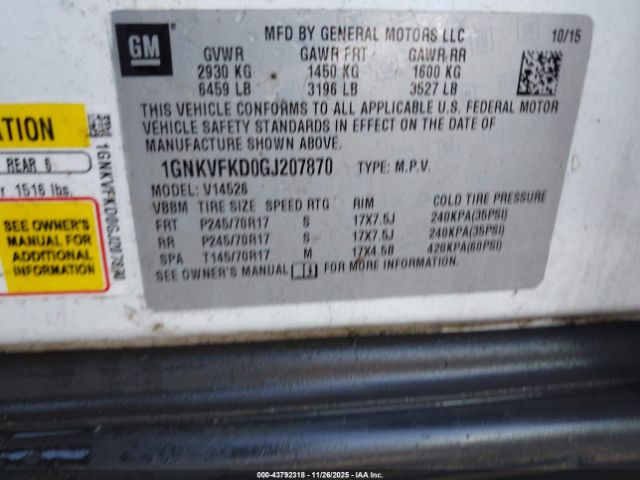 GM
MFD BY GENERAL MOTORS LLC 10/15
GVWR GAWR FRT GAWR RR
2930 KG 1450 KG 1600 KG
6459 LB 3196 LB 3527 LB
THIS VEHICLE CONFORMS TO ALL APPLICABLE U.S. FEDERAL MOTOR
VEHICLE SAFETY STANDARDS IN EFFECT ON THE DATE OF
MANUFACTURE SHOWN ABOVE.
1GNKVFKD0GJ207870 TYPE: M.P.V.
MODEL: V14526
VBBM TIRE SIZE SPEED RTG RIM COLD TIRE PRESSURE
FRT P245/70R17 S 17X7.5J 240KPA(35PSI)
RR P245/70R17 S 17X7.5J 240KPA(35PSI)
SPA T145/70R17 M 17X4.5B 420KPA(60PSI)
SEE OWNER'S MANUAL FOR MORE INFORMATION.
ATION
REAR
1516 lbs.
SEE OWNER'S
MANUAL FOR
ADDITIONAL
INFORMATION
1GNKVFKD0GJ207870
000-43792318 - 11/26/2025 - IAA Inc.